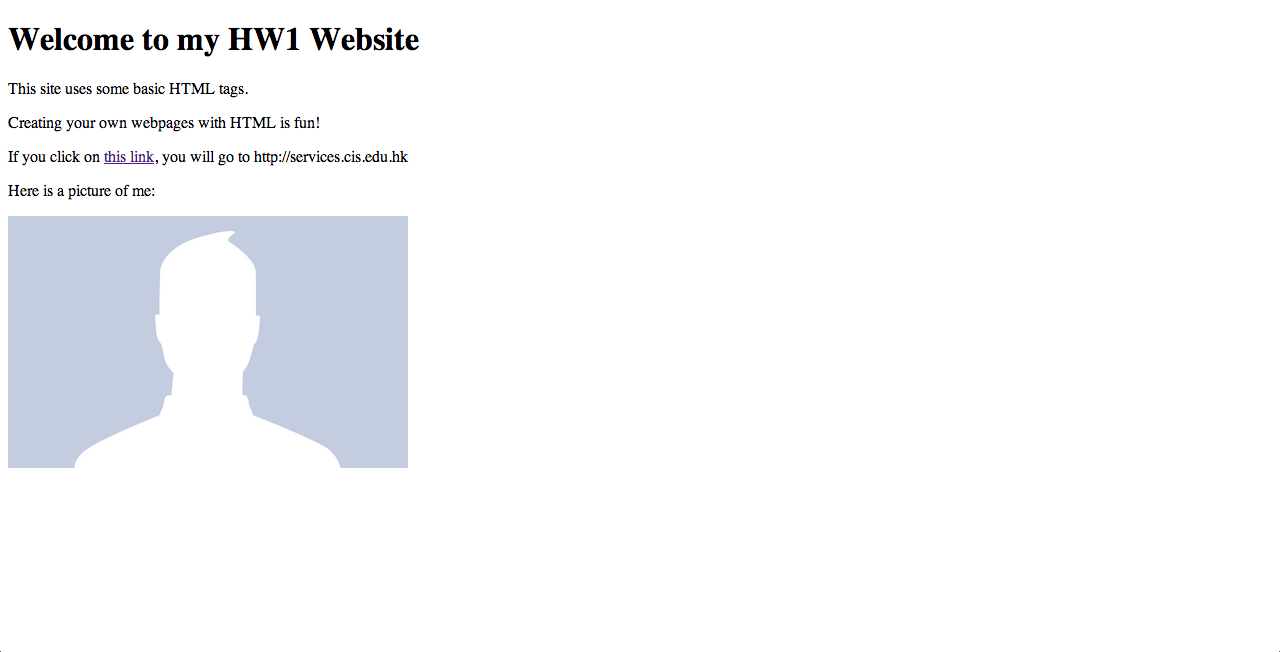 Welcome to my HW1 Website
This site uses some basic HTML tags.
Creating your own webpages with HTML is fun!
If you click on this link, you will go to http://services.cis.edu.hk
Here is a picture of me: